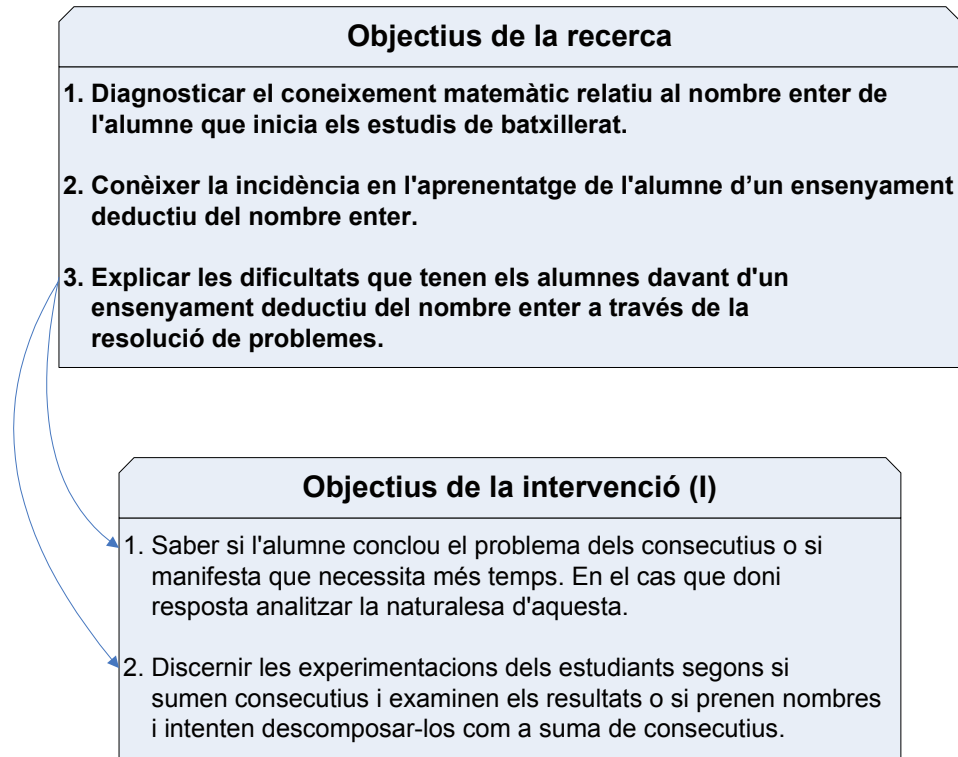 Objectius de la recerca
1. Diagnosticar el coneixement matemàtic relatiu al nombre enter de
l'alumne que inicia els estudis de batxillerat.
2. Conèixer la incidència en l'aprenentatge de l'alumne d’un ensenyament
deductiu del nombre enter.
3. Explicar les dificultats que tenen els alumnes davant d'un
ensenyament deductiu del nombre enter a través de la
resolució de problemes.
Objectius de la intervenció (I)
1. Saber si l'alumne conclou el problema dels consecutius o si
manifesta que necessita més temps. En el cas que doni
resposta analitzar la naturalesa d'aquesta.
2. Discernir les experimentacions dels estudiants segons si
sumen consecutius i examinen els resultats o si prenen nombres
i intenten descomposar-los com a suma de consecutius.